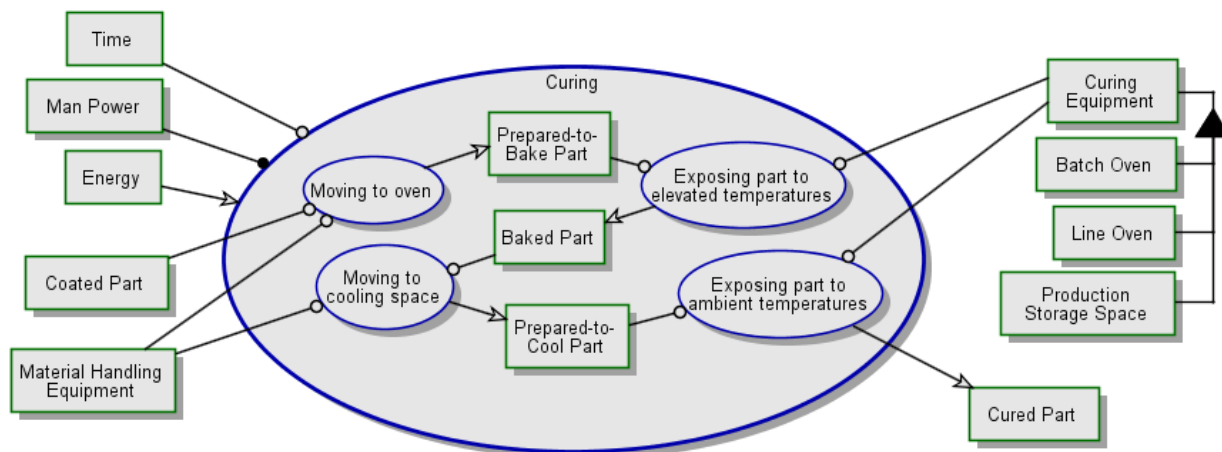 Time
Man Power
Energy
Coated Part
Material Handling
Equipment
Curing
Moving to oven
Prepared-to-
Bake Part
Exposing part to
elevated temperatures
Baked Part
Moving to
cooling space
Prepared-to-
Cool Part
Exposing part to
ambient temperatures
Curing
Equipment
Batch Oven
Line Oven
Production
Storage Space
Cured Part